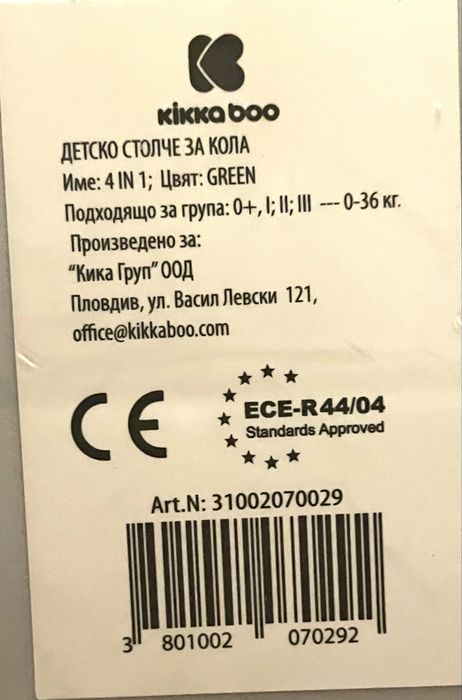 kikka boo
ДЕТСКО СТОЛЧЕ ЗА КОЛА
Име: 4 IN 1; Цвят: GREEN
Подходящо за група: 0+, I; II; III --- 0-36 кг.
Произведено за:
“Кика Груп” ООД
Пловдив, ул. Васил Левски 121,
office@kikkaboo.com
CE
ECE-R44/04
Standards Approved
Art.N: 31002070029
3 801002 070292